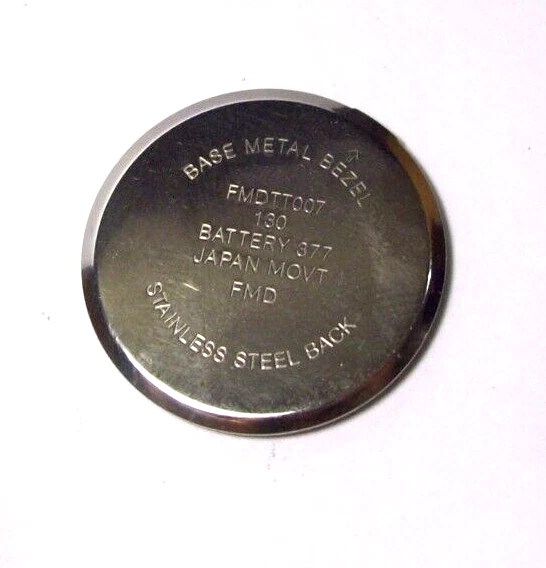 BASE METAL BEZEL
FMDTT007
130
BATTERY 377
JAPAN MOVT
FMD
STAINLESS STEEL BACK